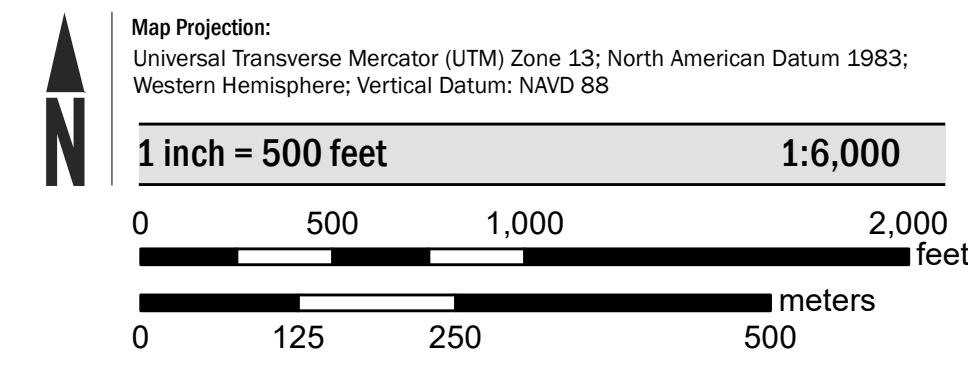 N
Map Projection:
Universal Transverse Mercator (UTM) Zone 13; North American Datum 1983;
Western Hemisphere; Vertical Datum: NAVD 88
1 inch = 500 feet 1:6,000
0 500 1,000 2,000
feet
meters
0 125 250 500